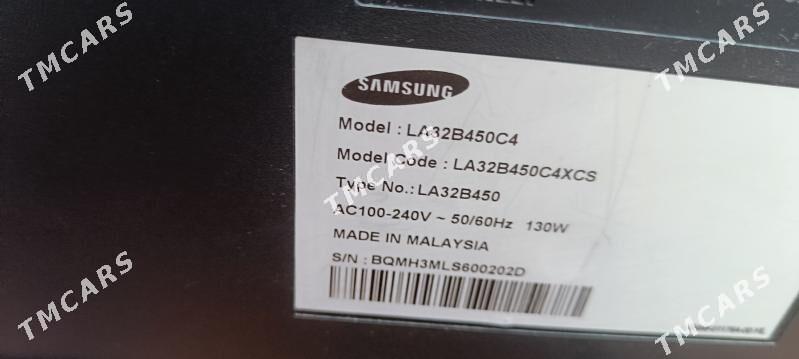 SAMSUNG
Model : LA32B450C4
Model Code : LA32B450C4XCS
Type No.: LA32B450
AC100-240V ~ 50/60Hz 130W
MADE IN MALAYSIA
S/N : BQMH3MLS600202D
TMCARS
TMCARS
TMCARS
TMCARS
TMCARS
TMCARS